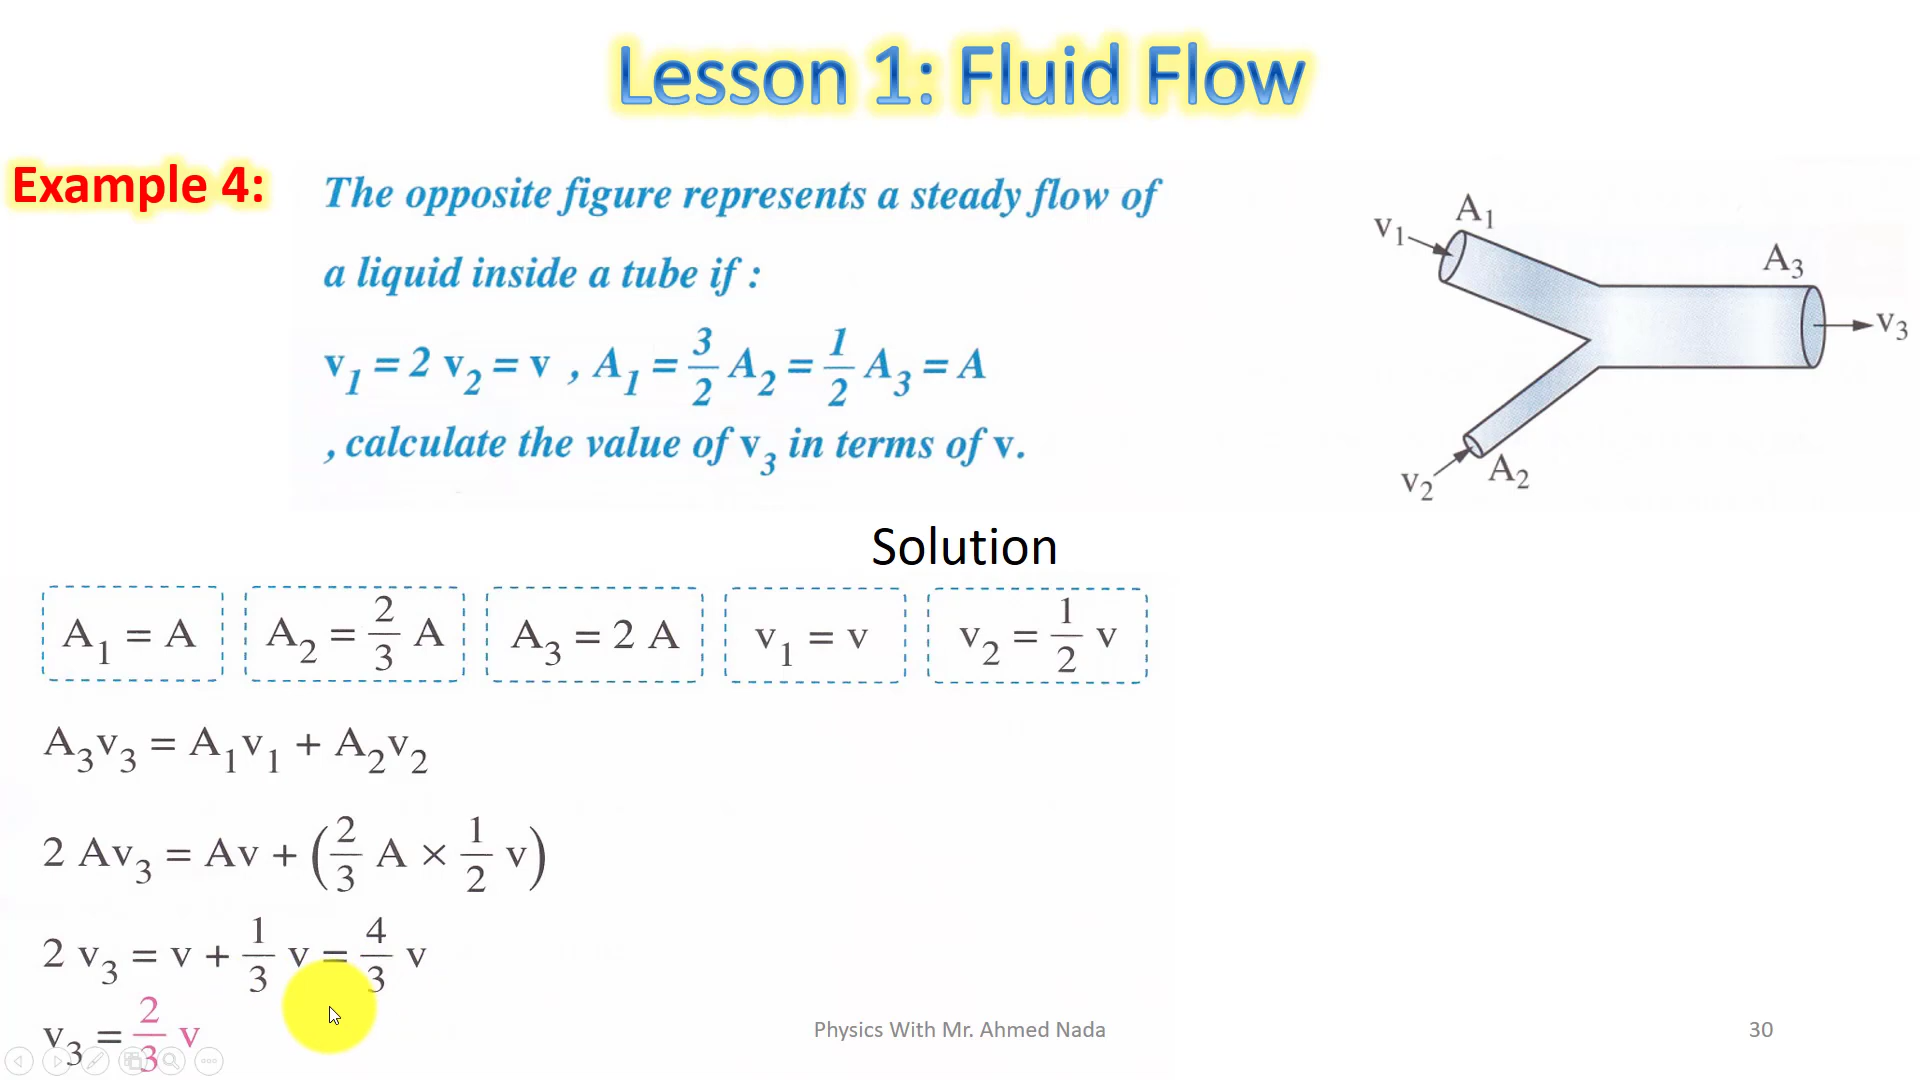 Lesson 1: Fluid Flow
Example 4:
The opposite figure represents a steady flow of
a liquid inside a tube if :
v₁ = 2 v₂ = v , A₁ = 3/2 A₂ = 1/2 A₃ = A
, calculate the value of v₃ in terms of v.
v₁
A₁
A₃
v₃
v₂
A₂
Solution
A₁ = A
A₂ = 2/3 A
A₃ = 2 A
v₁ = v
v₂ = 1/2 v
A₃v₃ = A₁v₁ + A₂v₂
2 Av₃ = Av + (2/3 A × 1/2 v)
2 v₃ = v + 1/3 v = 4/3 v
v₃ = 2/3 v
Physics With Mr. Ahmed Nada
30